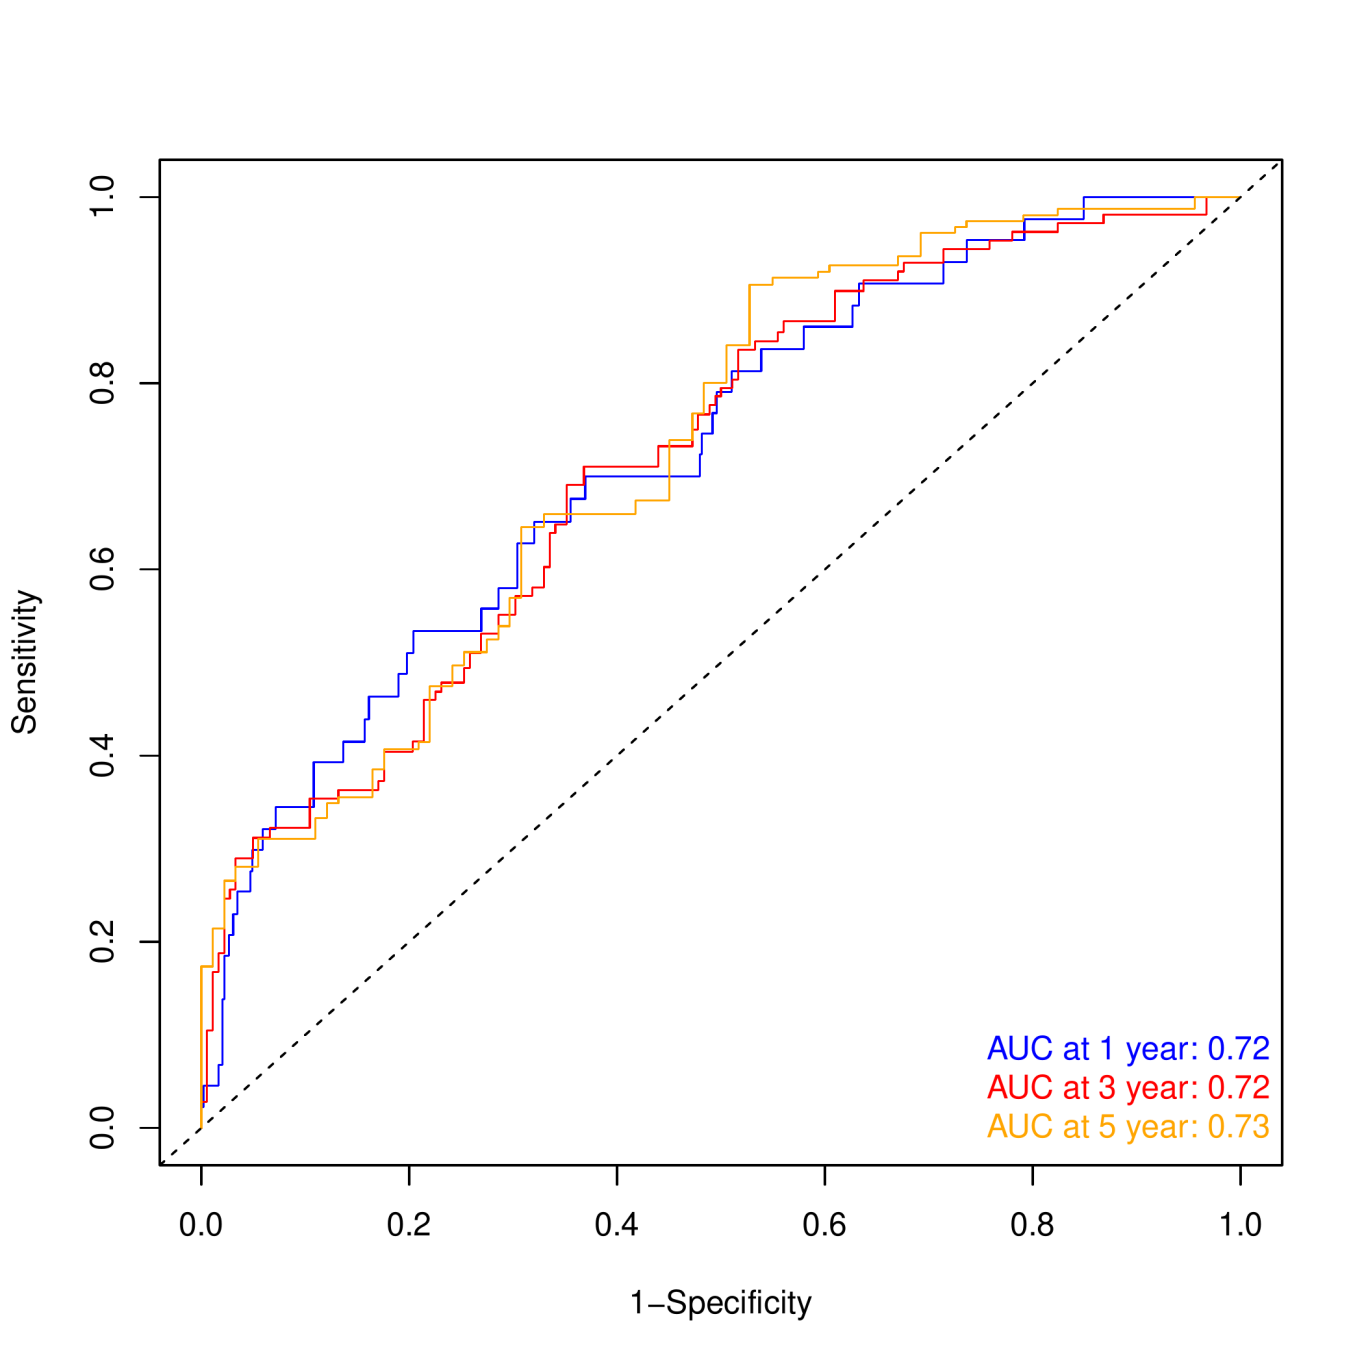 1.0
0.8
0.6
0.4
0.2
0.0
Sensitivity
AUC at 1 year: 0.72
AUC at 3 year: 0.72
AUC at 5 year: 0.73
0.0 0.2 0.4 0.6 0.8 1.0
1−Specificity